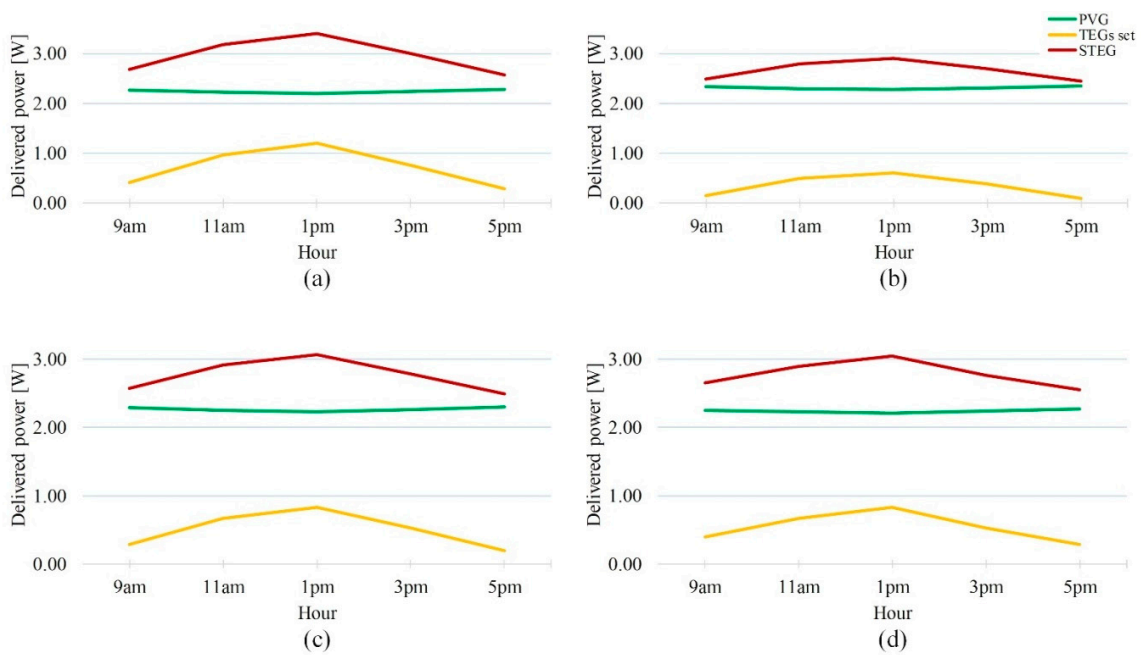 PVG
TEGs set
STEG
Delivered power [W]
3.00
2.00
1.00
0.00
9am 11am 1pm 3pm 5pm
Hour
(a)
Delivered power [W]
3.00
2.00
1.00
0.00
9am 11am 1pm 3pm 5pm
Hour
(b)
Delivered power [W]
3.00
2.00
1.00
0.00
9am 11am 1pm 3pm 5pm
Hour
(c)
Delivered power [W]
3.00
2.00
1.00
0.00
9am 11am 1pm 3pm 5pm
Hour
(d)